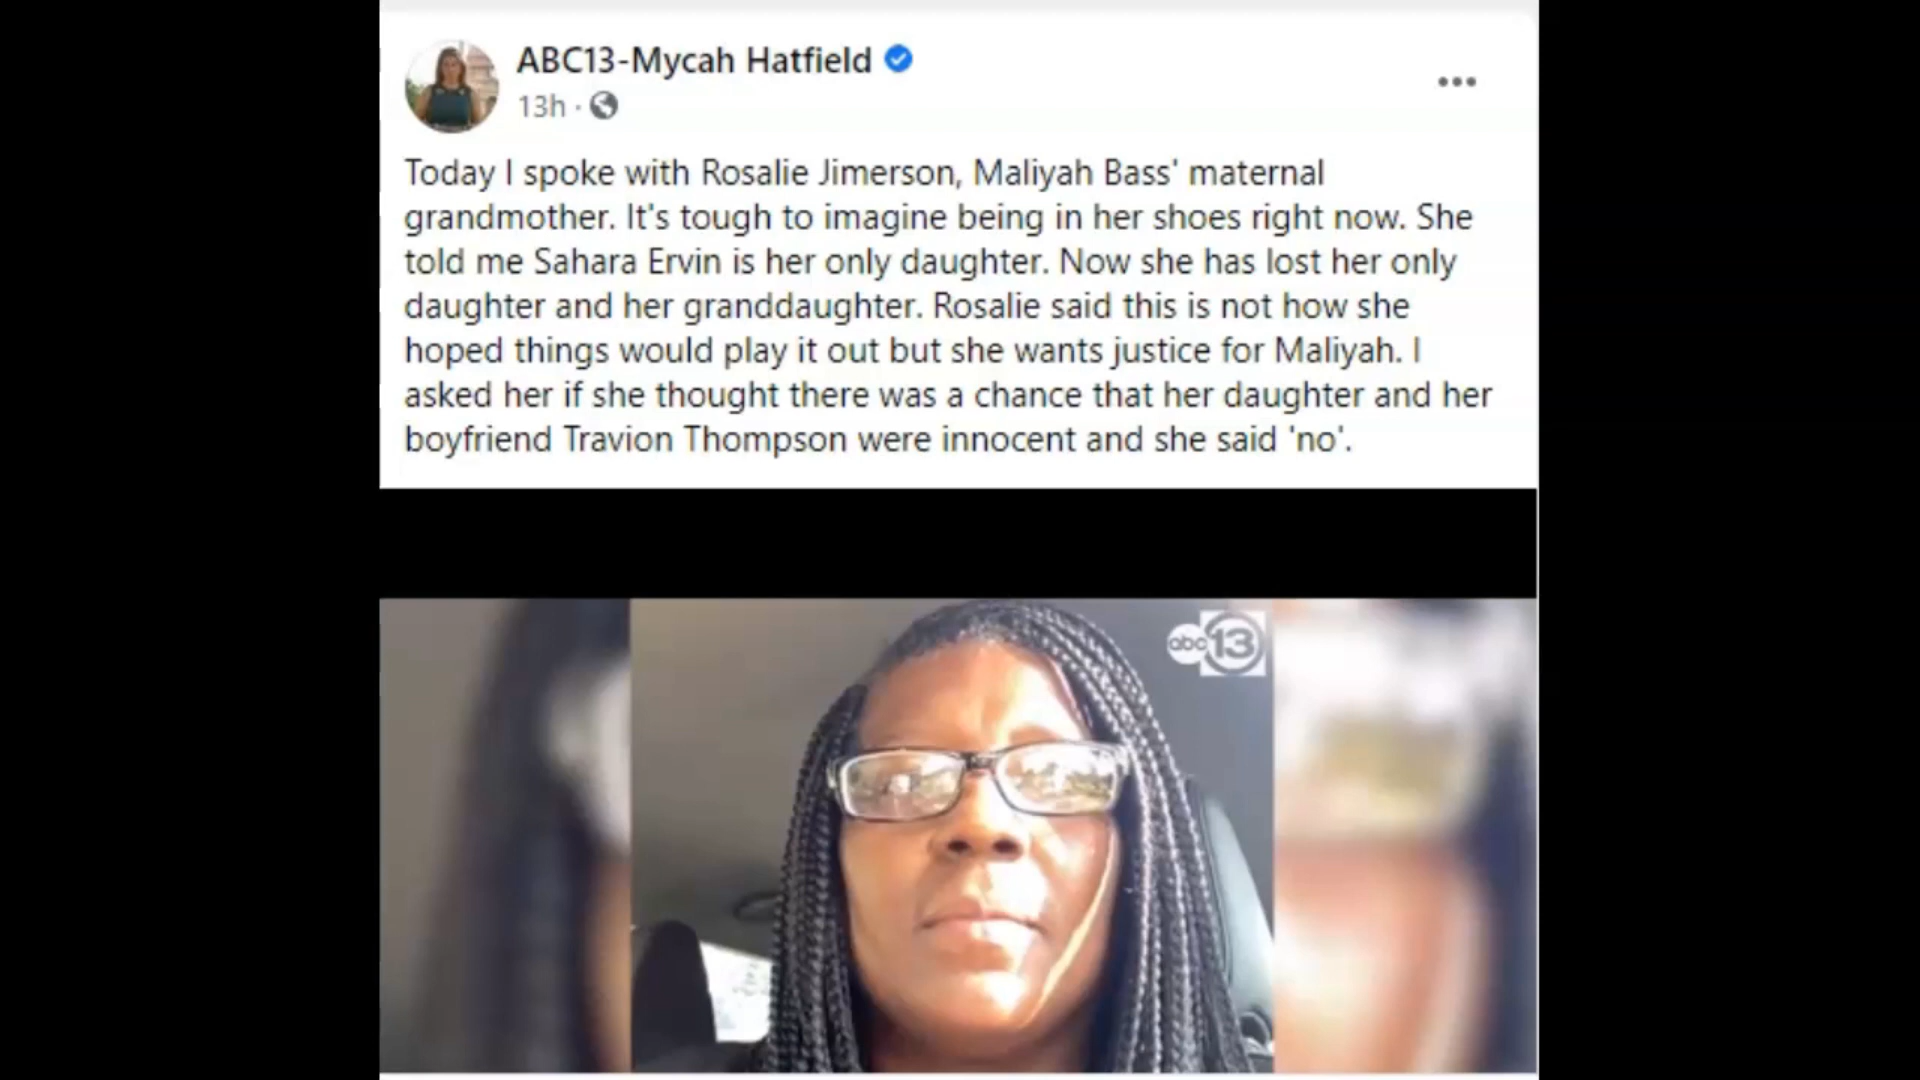 ABC13-Mycah Hatfield
13h ·
Today I spoke with Rosalie Jimerson, Maliyah Bass' maternal
grandmother. It's tough to imagine being in her shoes right now. She
told me Sahara Ervin is her only daughter. Now she has lost her only
daughter and her granddaughter. Rosalie said this is not how she
hoped things would play it out but she wants justice for Maliyah. I
asked her if she thought there was a chance that her daughter and her
boyfriend Travion Thompson were innocent and she said 'no'.
abc 13